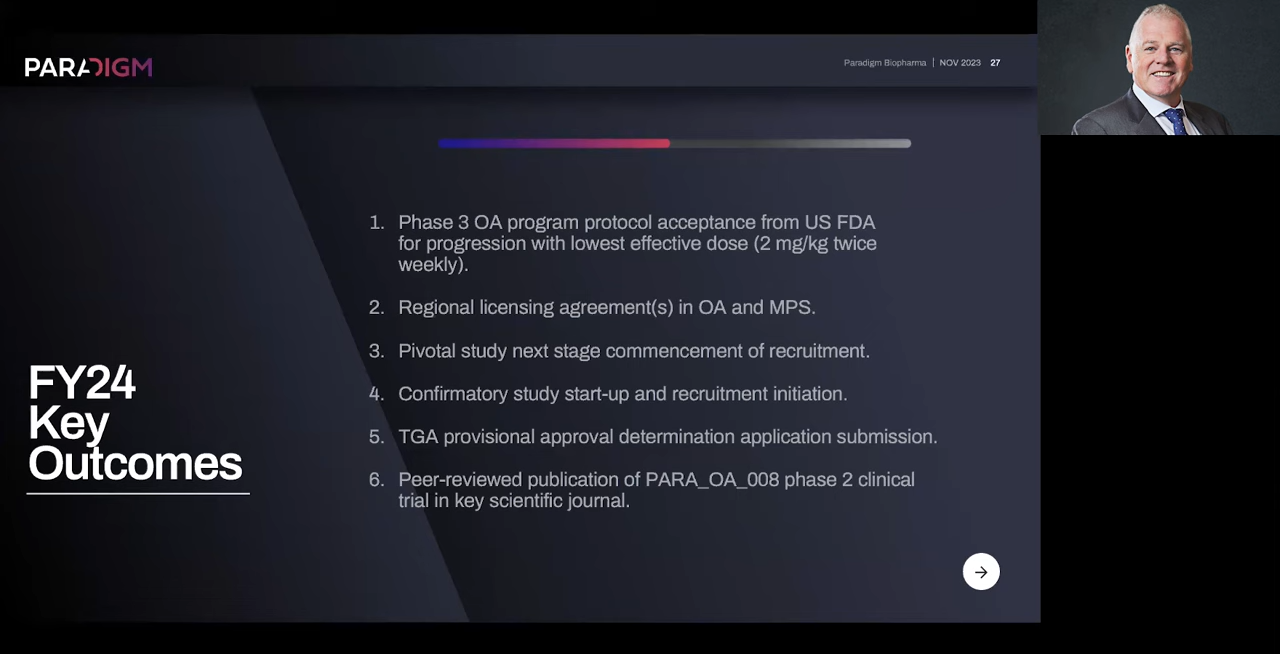 PARADIGM
Paradigm Biopharma | NOV 2023 27
FY24
Key
Outcomes
1. Phase 3 OA program protocol acceptance from US FDA
for progression with lowest effective dose (2 mg/kg twice
weekly).
2. Regional licensing agreement(s) in OA and MPS.
3. Pivotal study next stage commencement of recruitment.
4. Confirmatory study start-up and recruitment initiation.
5. TGA provisional approval determination application submission.
6. Peer-reviewed publication of PARA_OA_008 phase 2 clinical
trial in key scientific journal.